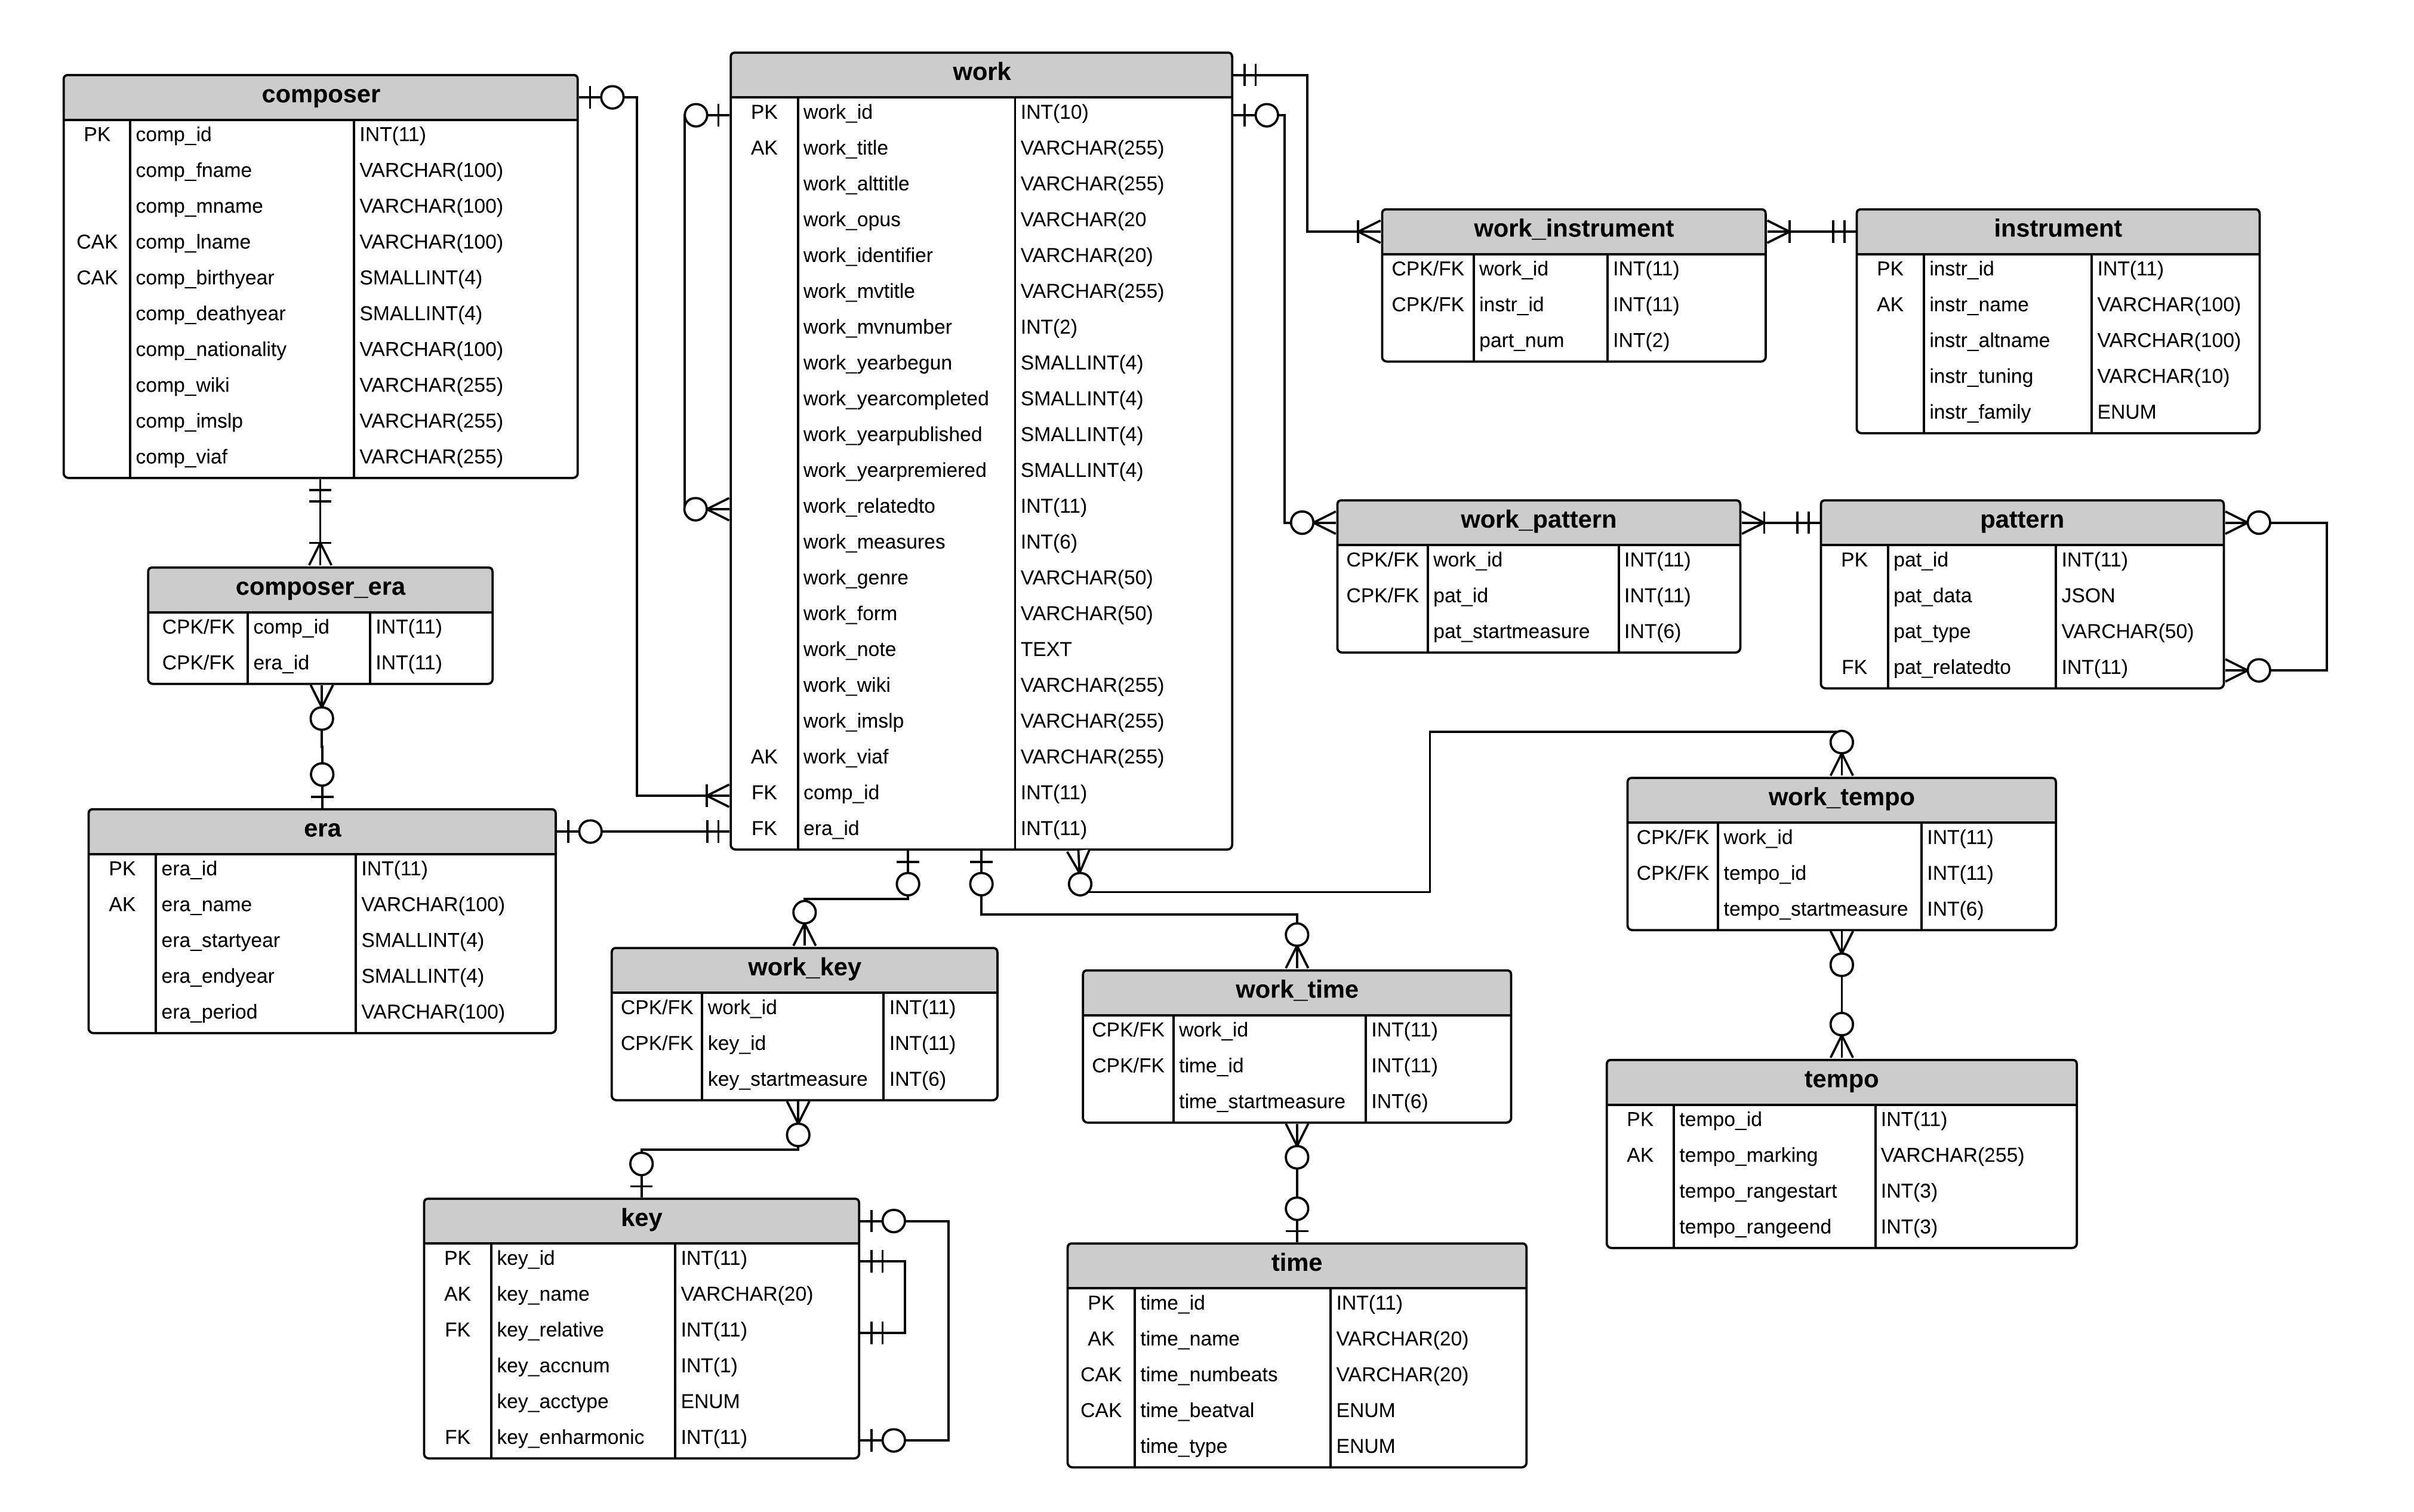 composer
PK comp_id INT(11)
comp_fname VARCHAR(100)
comp_mname VARCHAR(100)
CAK comp_lname VARCHAR(100)
CAK comp_birthyear SMALLINT(4)
comp_deathyear SMALLINT(4)
comp_nationality VARCHAR(100)
comp_wiki VARCHAR(255)
comp_imslp VARCHAR(255)
comp_viaf VARCHAR(255)
composer_era
CPK/FK comp_id INT(11)
CPK/FK era_id INT(11)
era
PK era_id INT(11)
AK era_name VARCHAR(100)
era_startyear SMALLINT(4)
era_endyear SMALLINT(4)
era_period VARCHAR(100)
work
PK work_id INT(10)
AK work_title VARCHAR(255)
work_alttitle VARCHAR(255)
work_opus VARCHAR(20
work_identifier VARCHAR(20)
work_mvtitle VARCHAR(255)
work_mvnumber INT(2)
work_yearbegun SMALLINT(4)
work_yearcompleted SMALLINT(4)
work_yearpublished SMALLINT(4)
work_yearpremiered SMALLINT(4)
work_relatedto INT(11)
work_measures INT(6)
work_genre VARCHAR(50)
work_form VARCHAR(50)
work_note TEXT
work_wiki VARCHAR(255)
work_imslp VARCHAR(255)
AK work_viaf VARCHAR(255)
FK comp_id INT(11)
FK era_id INT(11)
work_instrument
CPK/FK work_id INT(11)
CPK/FK instr_id INT(11)
part_num INT(2)
instrument
PK instr_id INT(11)
AK instr_name VARCHAR(100)
instr_altname VARCHAR(100)
instr_tuning VARCHAR(10)
instr_family ENUM
work_pattern
CPK/FK work_id INT(11)
CPK/FK pat_id INT(11)
pat_startmeasure INT(6)
pattern
PK pat_id INT(11)
pat_data JSON
pat_type VARCHAR(50)
FK pat_relatedto INT(11)
work_tempo
CPK/FK work_id INT(11)
CPK/FK tempo_id INT(11)
tempo_startmeasure INT(6)
tempo
PK tempo_id INT(11)
AK tempo_marking VARCHAR(255)
tempo_rangestart INT(3)
tempo_rangeend INT(3)
work_key
CPK/FK work_id INT(11)
CPK/FK key_id INT(11)
key_startmeasure INT(6)
key
PK key_id INT(11)
AK key_name VARCHAR(20)
FK key_relative INT(11)
key_accnum INT(1)
key_acctype ENUM
FK key_enharmonic INT(11)
work_time
CPK/FK work_id INT(11)
CPK/FK time_id INT(11)
time_startmeasure INT(6)
time
PK time_id INT(11)
AK time_name VARCHAR(20)
CAK time_numbeats VARCHAR(20)
CAK time_beatval ENUM
time_type ENUM